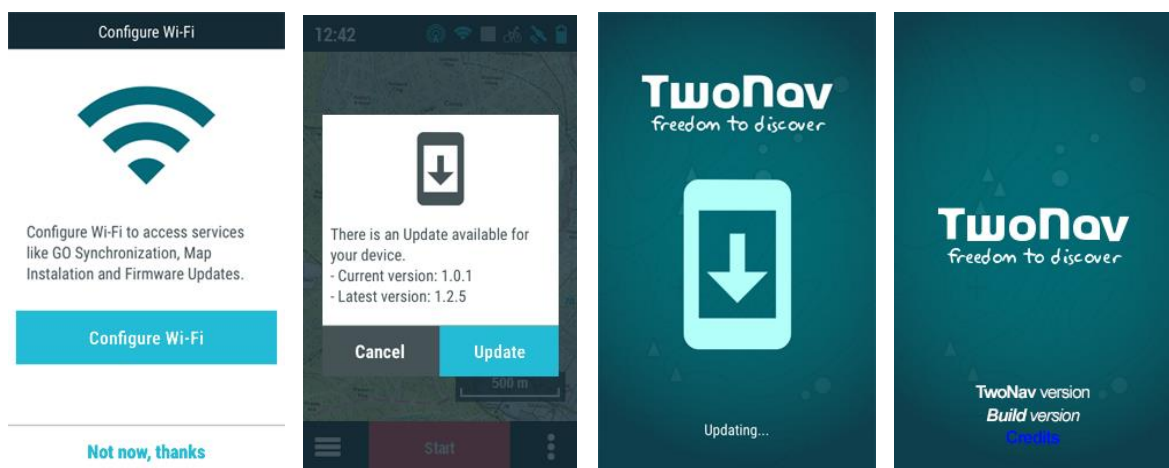 Configure Wi-Fi
Configure Wi-Fi to access services
like GO Synchronization, Map
Instalation and Firmware Updates.
Configure Wi-Fi
Not now, thanks
12:42
There is an Update available for
your device.
- Current version: 1.0.1
- Latest version: 1.2.5
Cancel
Update
500 m
Start
TwoNav
freedom to discover
Updating...
TwoNav
freedom to discover
TwoNav version
Build version
Credits